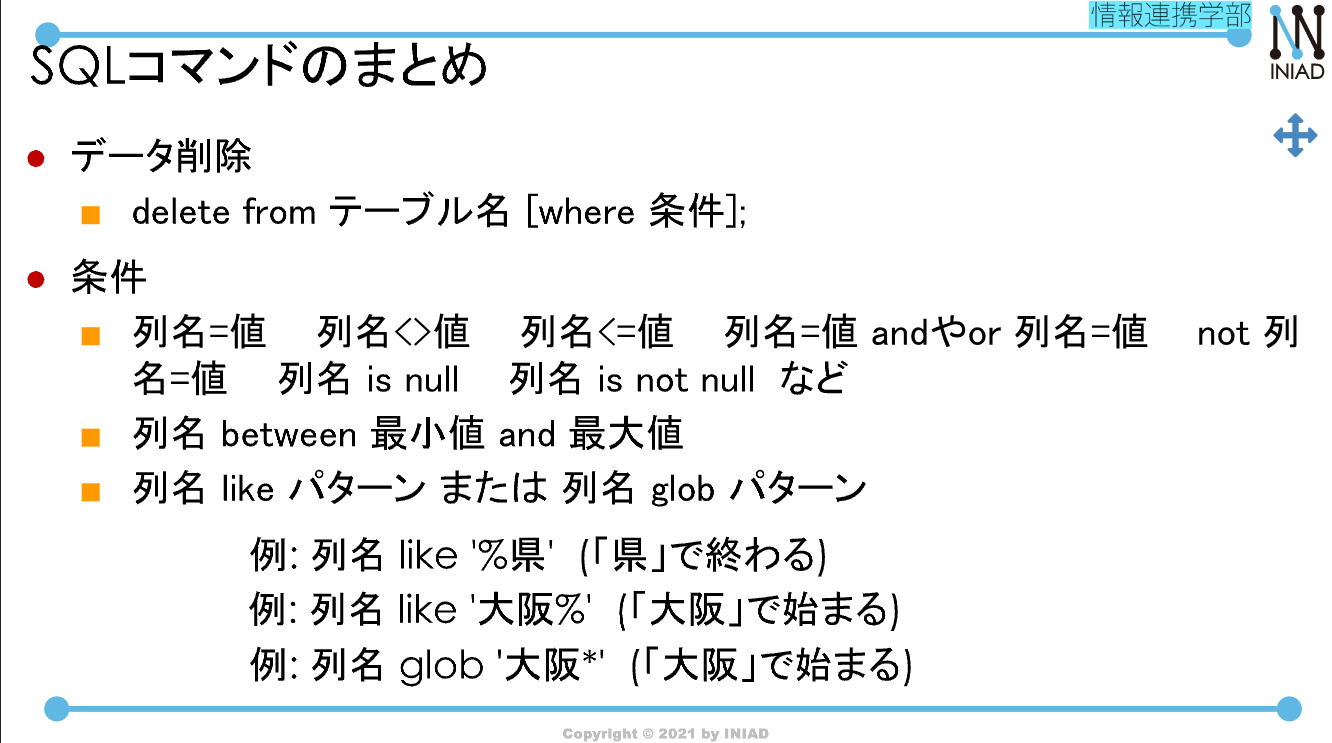 情報連携学部
INIAD
SQLコマンドのまとめ
データ削除
delete from テーブル名 [where 条件];
条件
列名=値　列名<>値　列名<=値　列名=値 andやor 列名=値　not 列
名=値　列名 is null　列名 is not null など
列名 between 最小値 and 最大値
列名 like パターン または 列名 glob パターン
例: 列名 like '%県' (「県」で終わる)
例: 列名 like '大阪%' (「大阪」で始まる)
例: 列名 glob '大阪*' (「大阪」で始まる)
Copyright © 2021 by INIAD